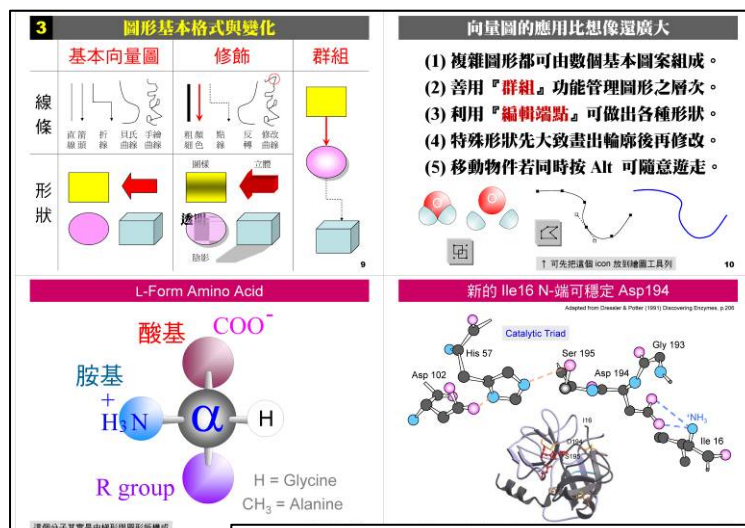 3 圖形基本格式與變化
基本向量圖 修飾 群組
線條
直線 箭頭 折線 貝氏曲線 手繪曲線 粗細 顏色 點線 反轉 修改曲線
形狀
圖樣 立體
透明
陰影
9
向量圖的應用比想像還廣大
(1) 複雜圖形都可由數個基本圖案組成。
(2) 善用『群組』功能管理圖形之層次。
(3) 利用『編輯端點』可做出各種形狀。
(4) 特殊形狀先大致畫出輪廓後再修改。
(5) 移動物件若同時按 Alt 可隨意遊走。
O O
↑ 可先把這個 icon 放到繪圖工具列
10
L-Form Amino Acid
酸基 COO-
胺基
+
H3N α H
R group
H = Glycine
CH3 = Alanine
新的 Ile16 N-端可穩定 Asp194
Adapted from Dressler & Potter (1991) Discovering Enzymes, p.206
Catalytic Triad
His 57
Ser 195
Gly 193
Asp 102
Asp 194
+NH3
Ile 16
I16
D194
S195